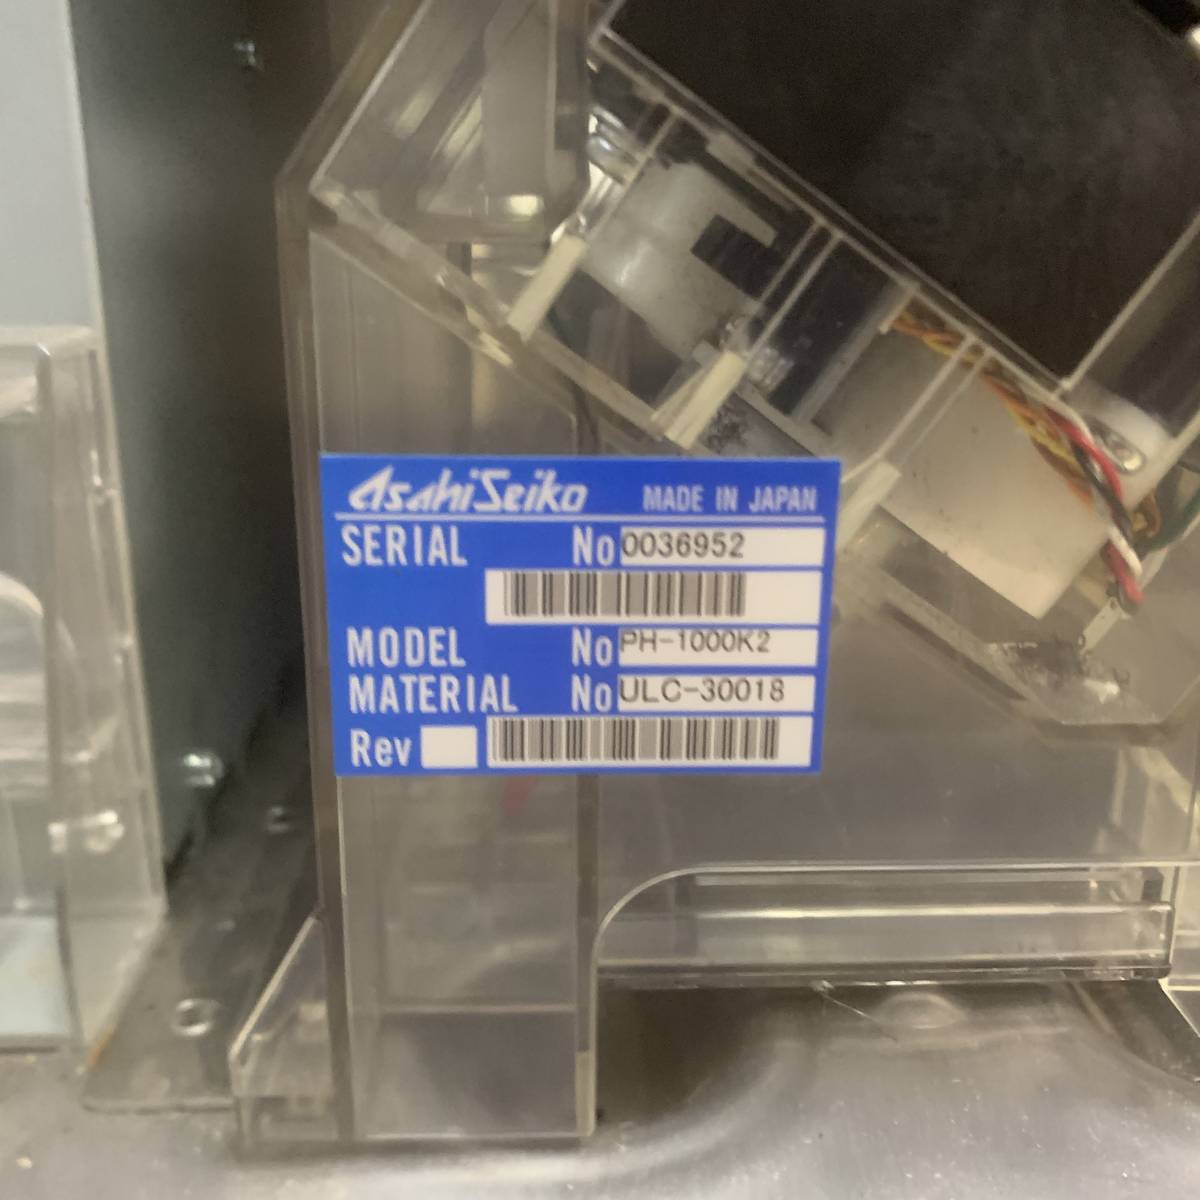 AsahiSeiko MADE IN JAPAN
SERIAL No 0036952
MODEL No PH-1000K2
MATERIAL No ULC-30018
Rev